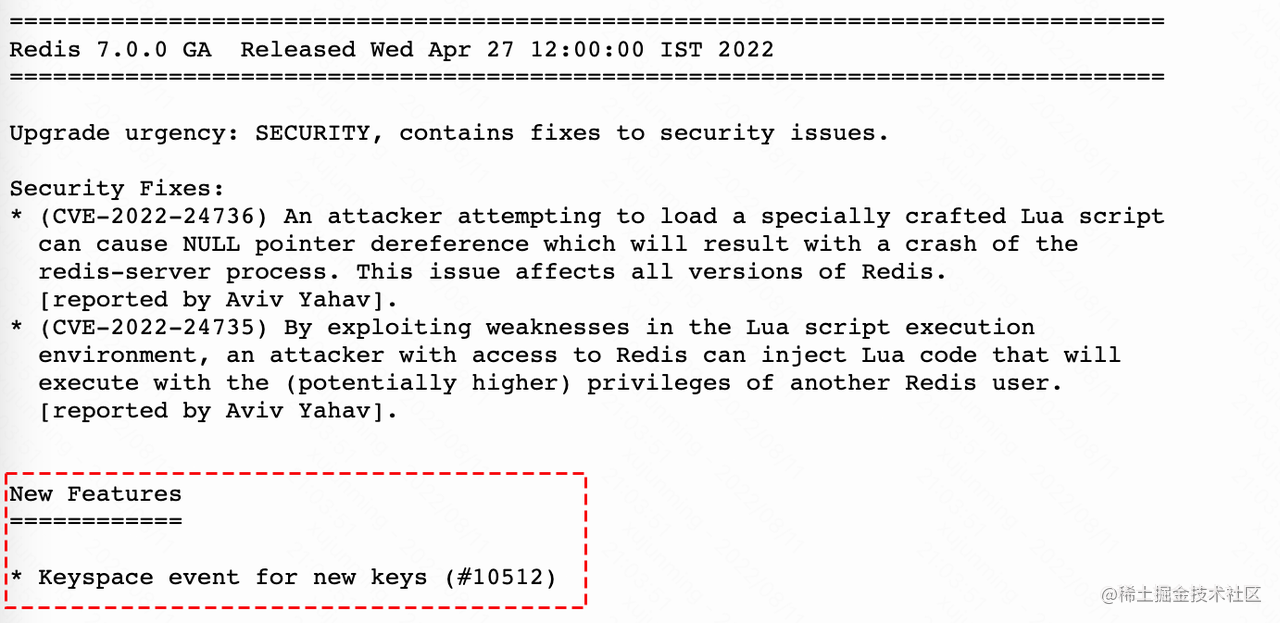 ================================================================================
Redis 7.0.0 GA  Released Wed Apr 27 12:00:00 IST 2022
================================================================================
Upgrade urgency: SECURITY, contains fixes to security issues.
Security Fixes:
* (CVE-2022-24736) An attacker attempting to load a specially crafted Lua script
  can cause NULL pointer dereference which will result with a crash of the
  redis-server process. This issue affects all versions of Redis.
  [reported by Aviv Yahav].
* (CVE-2022-24735) By exploiting weaknesses in the Lua script execution
  environment, an attacker with access to Redis can inject Lua code that will
  execute with the (potentially higher) privileges of another Redis user.
  [reported by Aviv Yahav].
New Features
============
* Keyspace event for new keys (#10512)
@稀土掘金技术社区